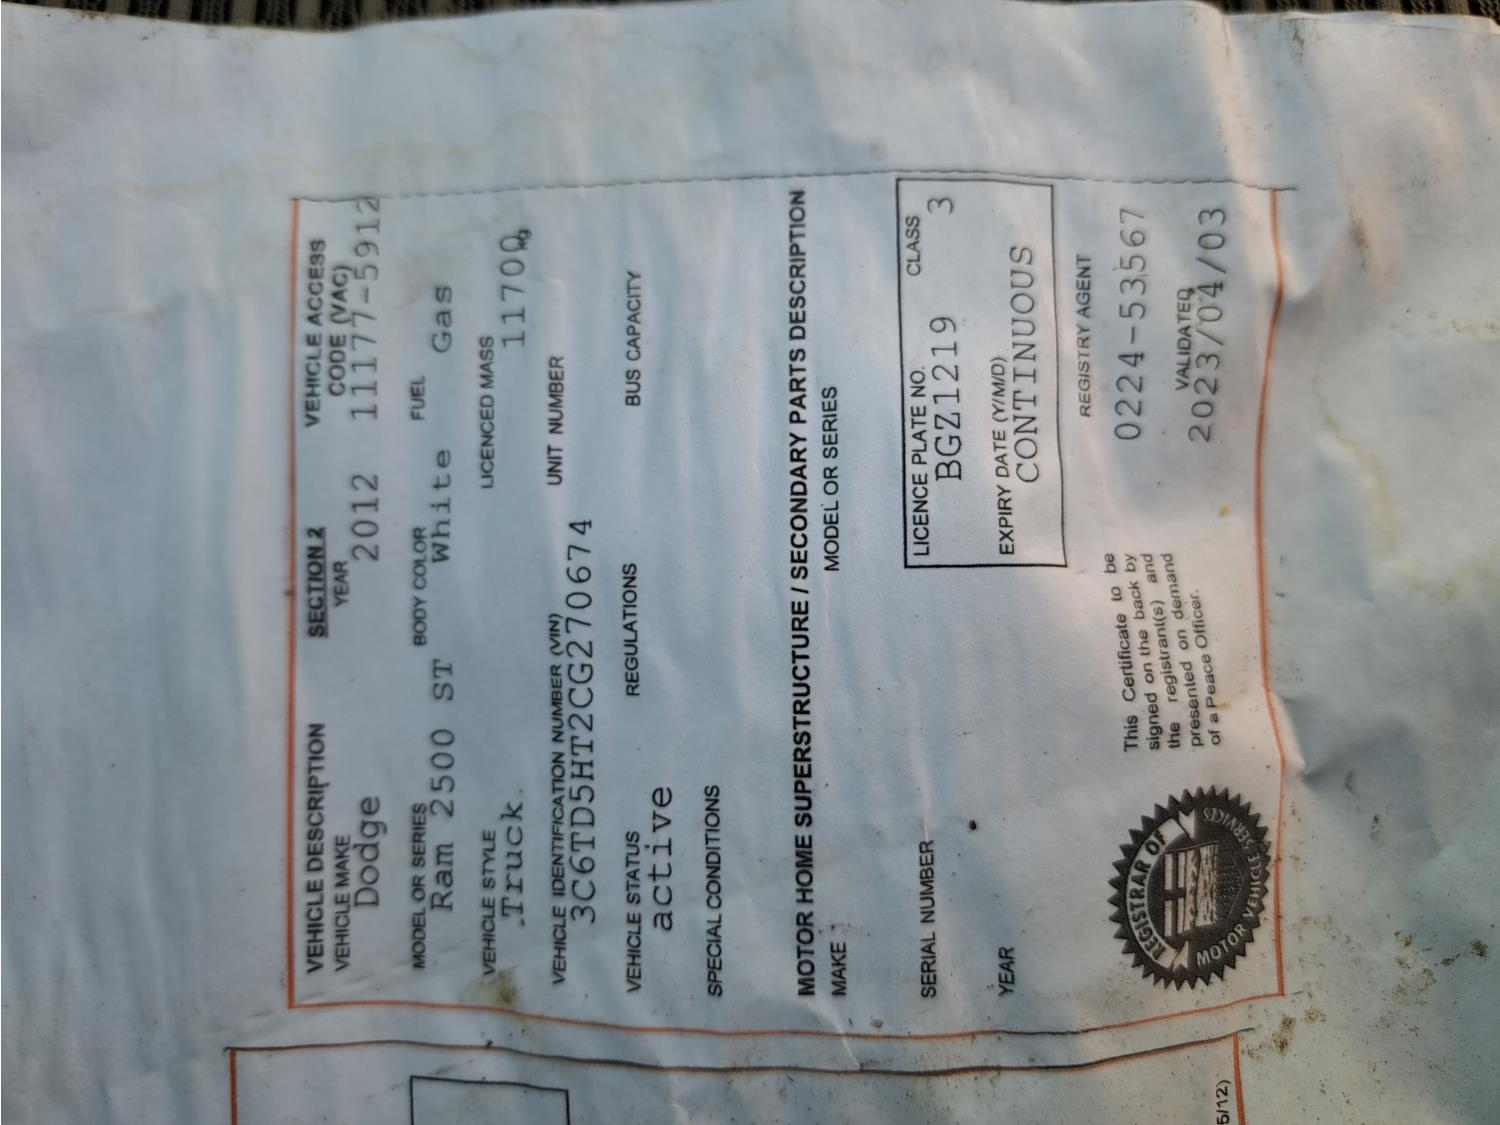 VEHICLE DESCRIPTION SECTION 2 VEHICLE ACCESS
VEHICLE MAKE YEAR CODE (VAC)
Dodge 2012 11177-5912
MODEL OR SERIES BODY COLOR FUEL
Ram 2500 ST White Gas
VEHICLE STYLE LICENCED MASS
.Truck. 11700 kg
VEHICLE IDENTIFICATION NUMBER (VIN) UNIT NUMBER
3C6TD5HT2CG270674
VEHICLE STATUS REGULATIONS BUS CAPACITY
active
SPECIAL CONDITIONS
MOTOR HOME SUPERSTRUCTURE / SECONDARY PARTS DESCRIPTION
MAKE MODEL OR SERIES
SERIAL NUMBER
YEAR
LICENCE PLATE NO. CLASS
BGZ1219 3
EXPIRY DATE (Y/M/D)
CONTINUOUS
REGISTRAR OF
MOTOR VEHICLE SERVICES
This Certificate to be
signed on the back by
the registrant(s) and
presented on demand
of a Peace Officer.
REGISTRY AGENT
0224-53567
VALIDATED
2023/04/03
5/12)